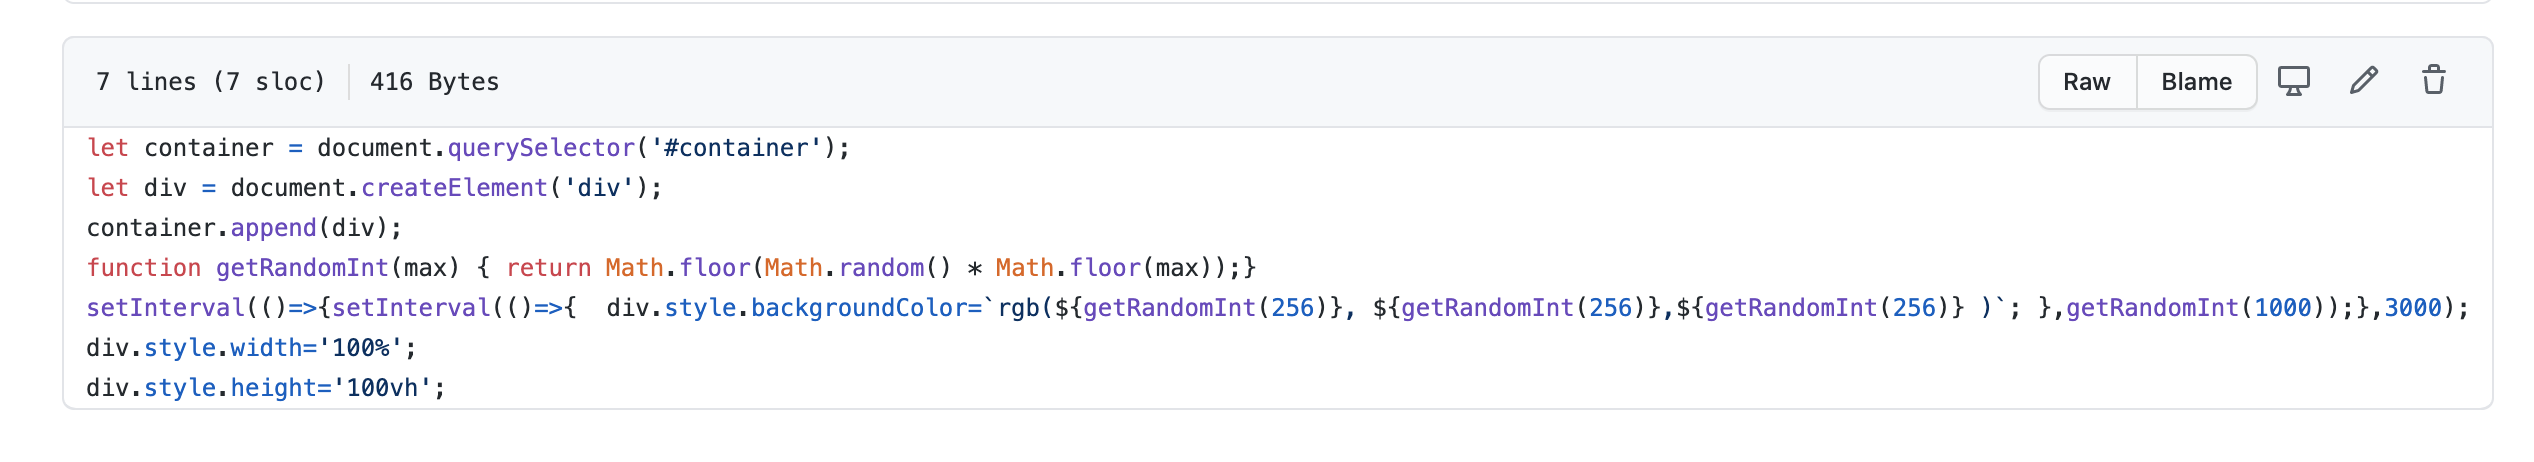 7 lines (7 sloc) 416 Bytes Raw Blame
let container = document.querySelector('#container');
let div = document.createElement('div');
container.append(div);
function getRandomInt(max) { return Math.floor(Math.random() * Math.floor(max));}
setInterval(()=>{setInterval(()=>{  div.style.backgroundColor=`rgb(${getRandomInt(256)}, ${getRandomInt(256)},${getRandomInt(256)} )`; },getRandomInt(1000));},3000);
div.style.width='100%';
div.style.height='100vh';